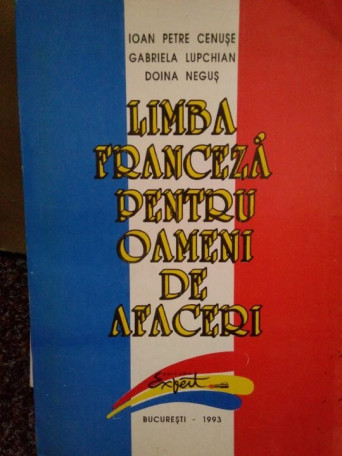 IOAN PETRE CENUȘE
GABRIELA LUPCHIAN
DOINA NEGUȘ
LIMBA
FRANCEZĂ
PENTRU
OAMENI
DE
AFACERI
Expert
BUCUREȘTI - 1993